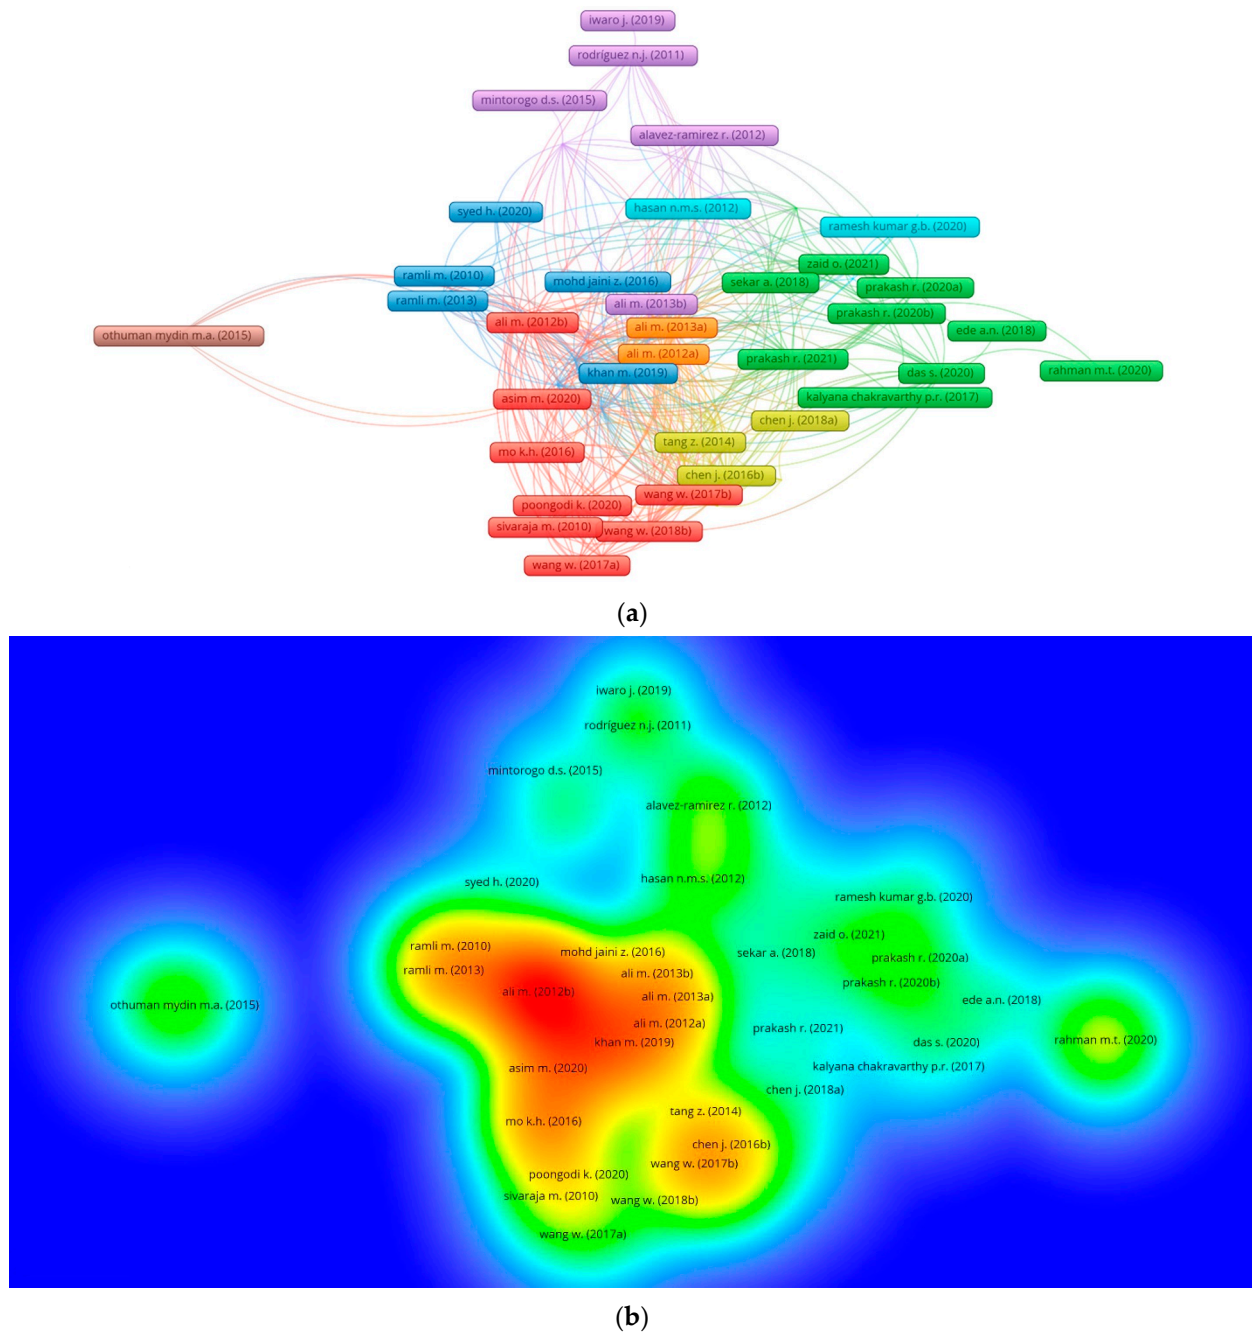 iwaro j. (2019)
rodríguez n.j. (2011)
mintorogo d.s. (2015)
alavez-ramirez r. (2012)
syed h. (2020)
hasan n.m.s. (2012)
ramesh kumar g.b. (2020)
zaid o. (2021)
ramli m. (2010)
mohd jaini z. (2016)
sekar a. (2018)
prakash r. (2020a)
ramli m. (2013)
ali m. (2013b)
prakash r. (2020b)
ali m. (2012b)
ali m. (2013a)
ede a.n. (2018)
othuman mydin m.a. (2015)
ali m. (2012a)
prakash r. (2021)
khan m. (2019)
das s. (2020)
rahman m.t. (2020)
asim m. (2020)
kalyana chakravarthy p.r. (2017)
chen j. (2018a)
tang z. (2014)
mo k.h. (2016)
chen j. (2016b)
wang w. (2017b)
poongodi k. (2020)
sivaraja m. (2010)
wang w. (2018b)
wang w. (2017a)
(a)
iwaro j. (2019)
rodríguez n.j. (2011)
mintorogo d.s. (2015)
alavez-ramirez r. (2012)
syed h. (2020)
hasan n.m.s. (2012)
ramesh kumar g.b. (2020)
zaid o. (2021)
ramli m. (2010)
mohd jaini z. (2016)
sekar a. (2018)
prakash r. (2020a)
ramli m. (2013)
ali m. (2013b)
prakash r. (2020b)
ali m. (2012b)
ali m. (2013a)
ede a.n. (2018)
othuman mydin m.a. (2015)
ali m. (2012a)
prakash r. (2021)
khan m. (2019)
das s. (2020)
rahman m.t. (2020)
asim m. (2020)
kalyana chakravarthy p.r. (2017)
chen j. (2018a)
tang z. (2014)
mo k.h. (2016)
chen j. (2016b)
wang w. (2017b)
poongodi k. (2020)
sivaraja m. (2010)
wang w. (2018b)
wang w. (2017a)
(b)